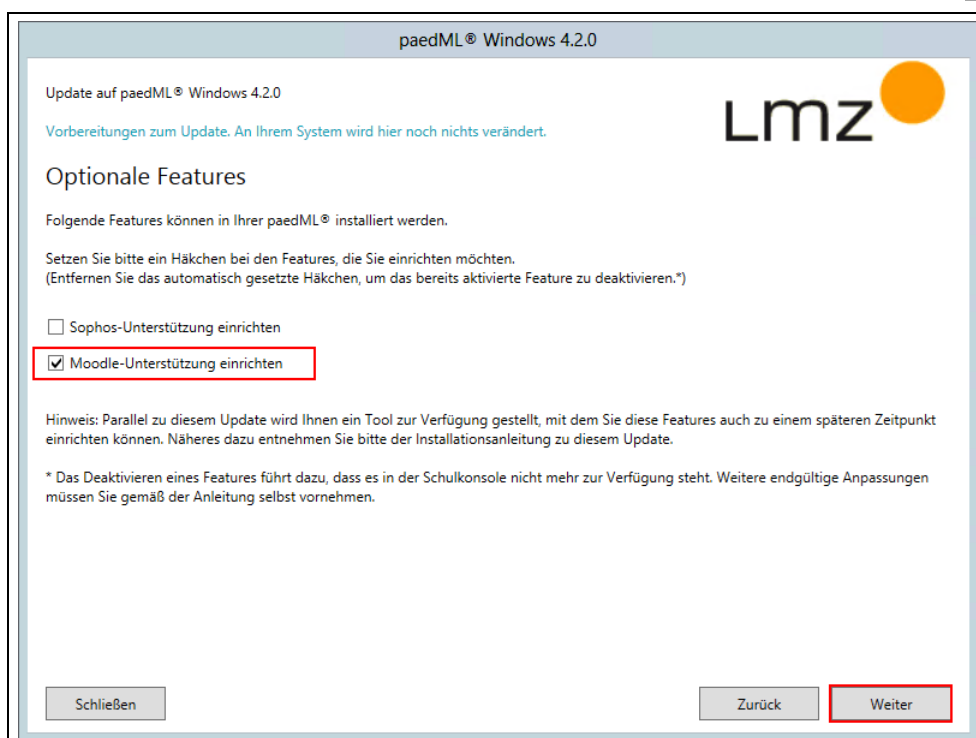 paedML® Windows 4.2.0
Update auf paedML® Windows 4.2.0
Vorbereitungen zum Update. An Ihrem System wird hier noch nichts verändert.
Lmz
Optionale Features
Folgende Features können in Ihrer paedML® installiert werden.
Setzen Sie bitte ein Häkchen bei den Features, die Sie einrichten möchten.
(Entfernen Sie das automatisch gesetzte Häkchen, um das bereits aktivierte Feature zu deaktivieren.*)
Sophos-Unterstützung einrichten
Moodle-Unterstützung einrichten
Hinweis: Parallel zu diesem Update wird Ihnen ein Tool zur Verfügung gestellt, mit dem Sie diese Features auch zu einem späteren Zeitpunkt
einrichten können. Näheres dazu entnehmen Sie bitte der Installationsanleitung zu diesem Update.
* Das Deaktivieren eines Features führt dazu, dass es in der Schulkonsole nicht mehr zur Verfügung steht. Weitere endgültige Anpassungen
müssen Sie gemäß der Anleitung selbst vornehmen.
Schließen
Zurück
Weiter